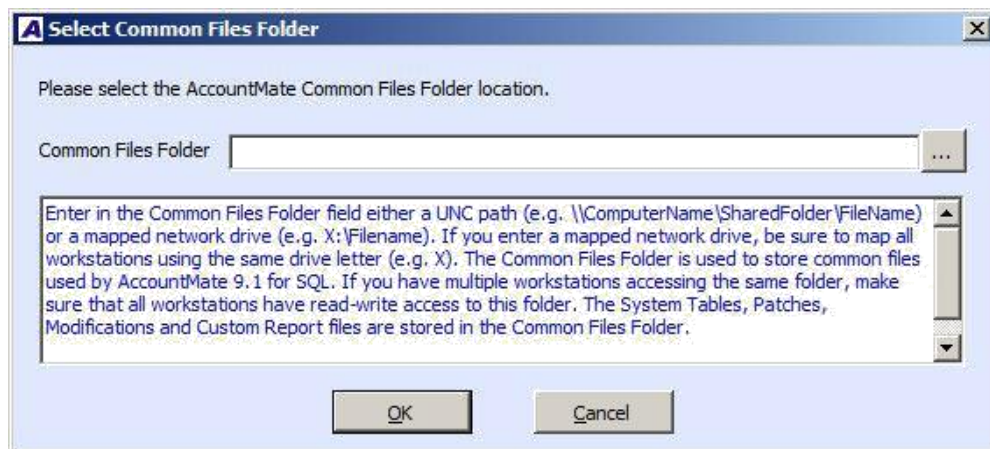 A Select Common Files Folder
Please select the AccountMate Common Files Folder location.
Common Files Folder
...
Enter in the Common Files Folder field either a UNC path (e.g. \\ComputerName\SharedFolder\FileName)
or a mapped network drive (e.g. X:\Filename). If you enter a mapped network drive, be sure to map all
workstations using the same drive letter (e.g. X). The Common Files Folder is used to store common files
used by AccountMate 9.1 for SQL. If you have multiple workstations accessing the same folder, make
sure that all workstations have read-write access to this folder. The System Tables, Patches,
Modifications and Custom Report files are stored in the Common Files Folder.
OK
Cancel